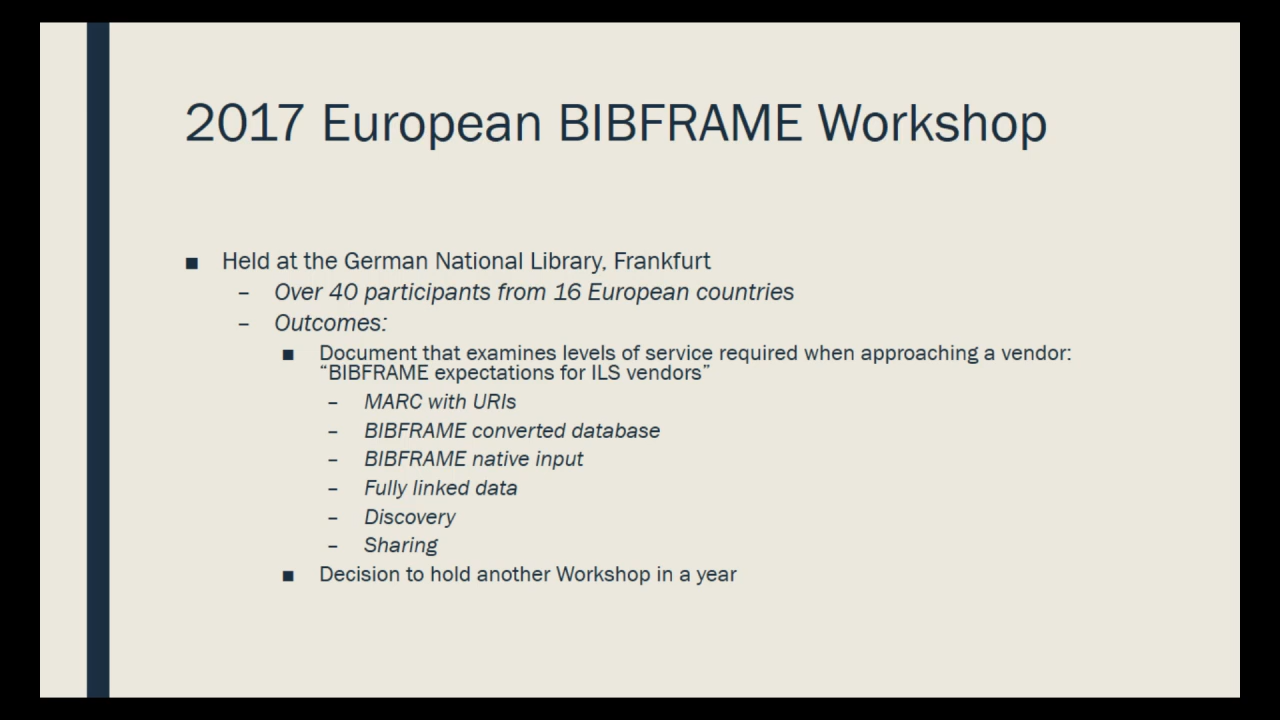 2017 European BIBFRAME Workshop
■ Held at the German National Library, Frankfurt
– Over 40 participants from 16 European countries
– Outcomes:
■ Document that examines levels of service required when approaching a vendor:
“BIBFRAME expectations for ILS vendors”
– MARC with URIs
– BIBFRAME converted database
– BIBFRAME native input
– Fully linked data
– Discovery
– Sharing
■ Decision to hold another Workshop in a year